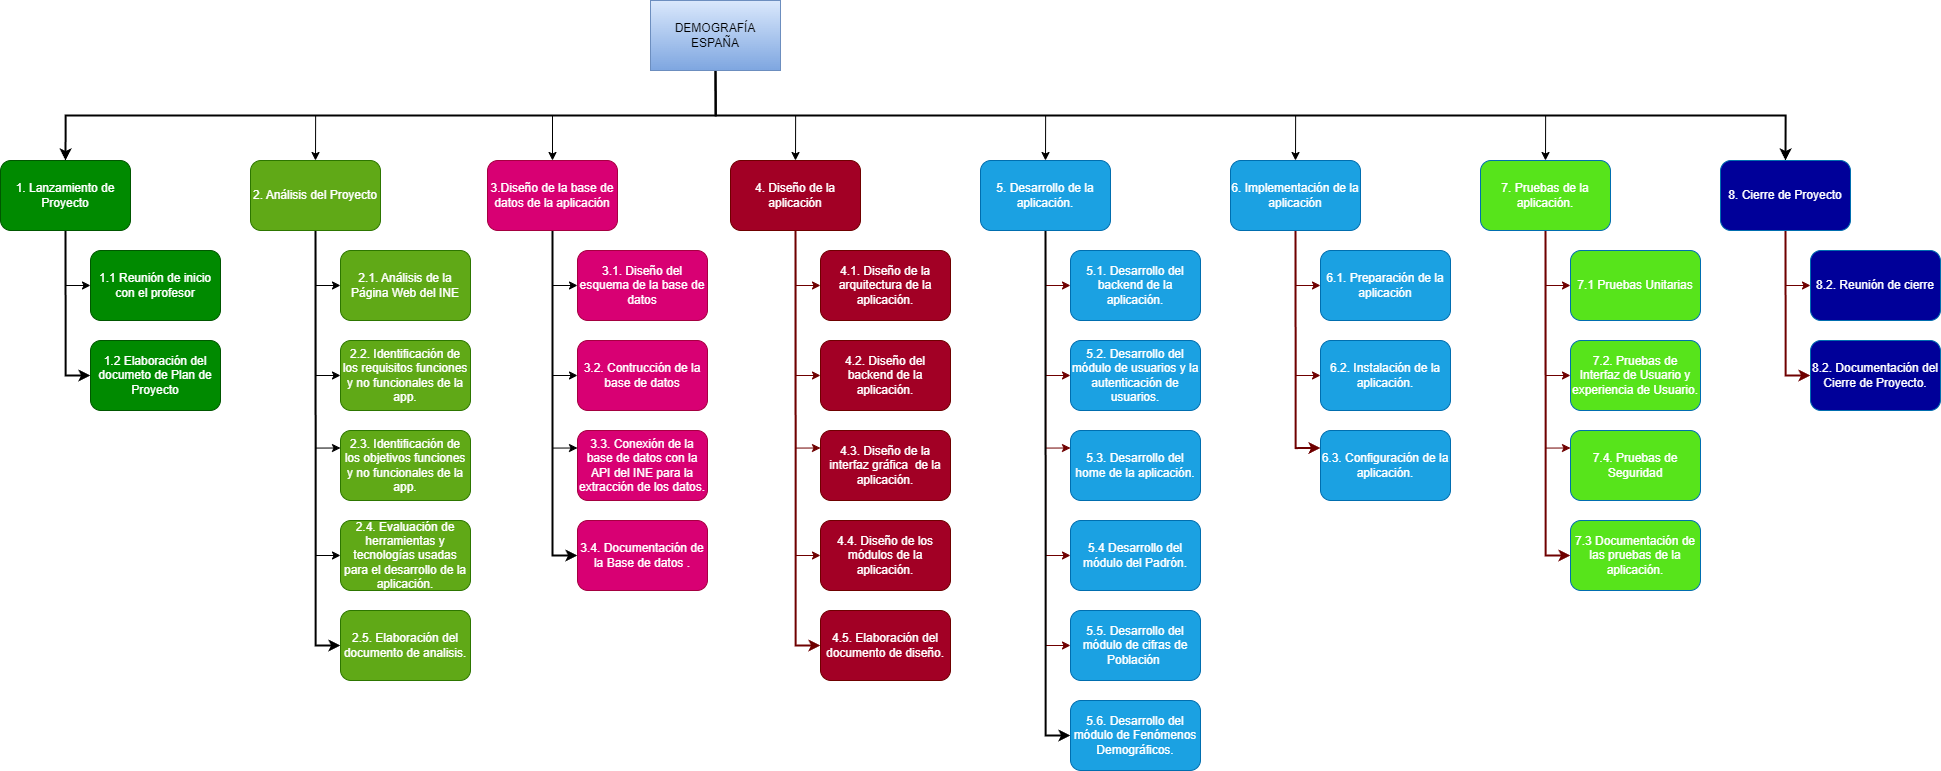 DEMOGRAFÍA
ESPAÑA
1. Lanzamiento de
Proyecto
1.1 Reunión de inicio
con el profesor
1.2 Elaboración del
documeto de Plan de
Proyecto
2. Análisis del Proyecto
2.1. Análisis de la
Página Web del INE
2.2. Identificación de
los requisitos funciones
y no funcionales de la
app.
2.3. Identificación de
los objetivos funciones
y no funcionales de la
app.
2.4. Evaluación de
herramientas y
tecnologías usadas
para el desarrollo de la
aplicación.
2.5. Elaboración del
documento de analisis.
3.Diseño de la base de
datos de la aplicación
3.1. Diseño del
esquema de la base de
datos
3.2. Contrucción de la
base de datos
3.3. Conexión de la
base de datos con la
API del INE para la
extracción de los datos.
3.4. Documentación de
la Base de datos .
4. Diseño de la
aplicación
4.1. Diseño de la
arquitectura de la
aplicación.
4.2. Diseño del
backend de la
aplicación.
4.3. Diseño de la
interfaz gráfica de la
aplicación.
4.4. Diseño de los
módulos de la
aplicación.
4.5. Elaboración del
documento de diseño.
5. Desarrollo de la
aplicación.
5.1. Desarrollo del
backend de la
aplicación.
5.2. Desarrollo del
módulo de usuarios y la
autenticación de
usuarios.
5.3. Desarrollo del
home de la aplicación.
5.4 Desarrollo del
módulo del Padrón.
5.5. Desarrollo del
módulo de cifras de
Población
5.6. Desarrollo del
módulo de Fenómenos
Demográficos.
6. Implementación de la
aplicación
6.1. Preparación de la
aplicación
6.2. Instalación de la
aplicación.
6.3. Configuración de la
aplicación.
7. Pruebas de la
aplicación.
7.1 Pruebas Unitarias
7.2. Pruebas de
Interfaz de Usuario y
experiencia de Usuario.
7.4. Pruebas de
Seguridad
7.3 Documentación de
las pruebas de la
aplicación.
8. Cierre de Proyecto
8.2. Reunión de cierre
8.2. Documentación del
Cierre de Proyecto.